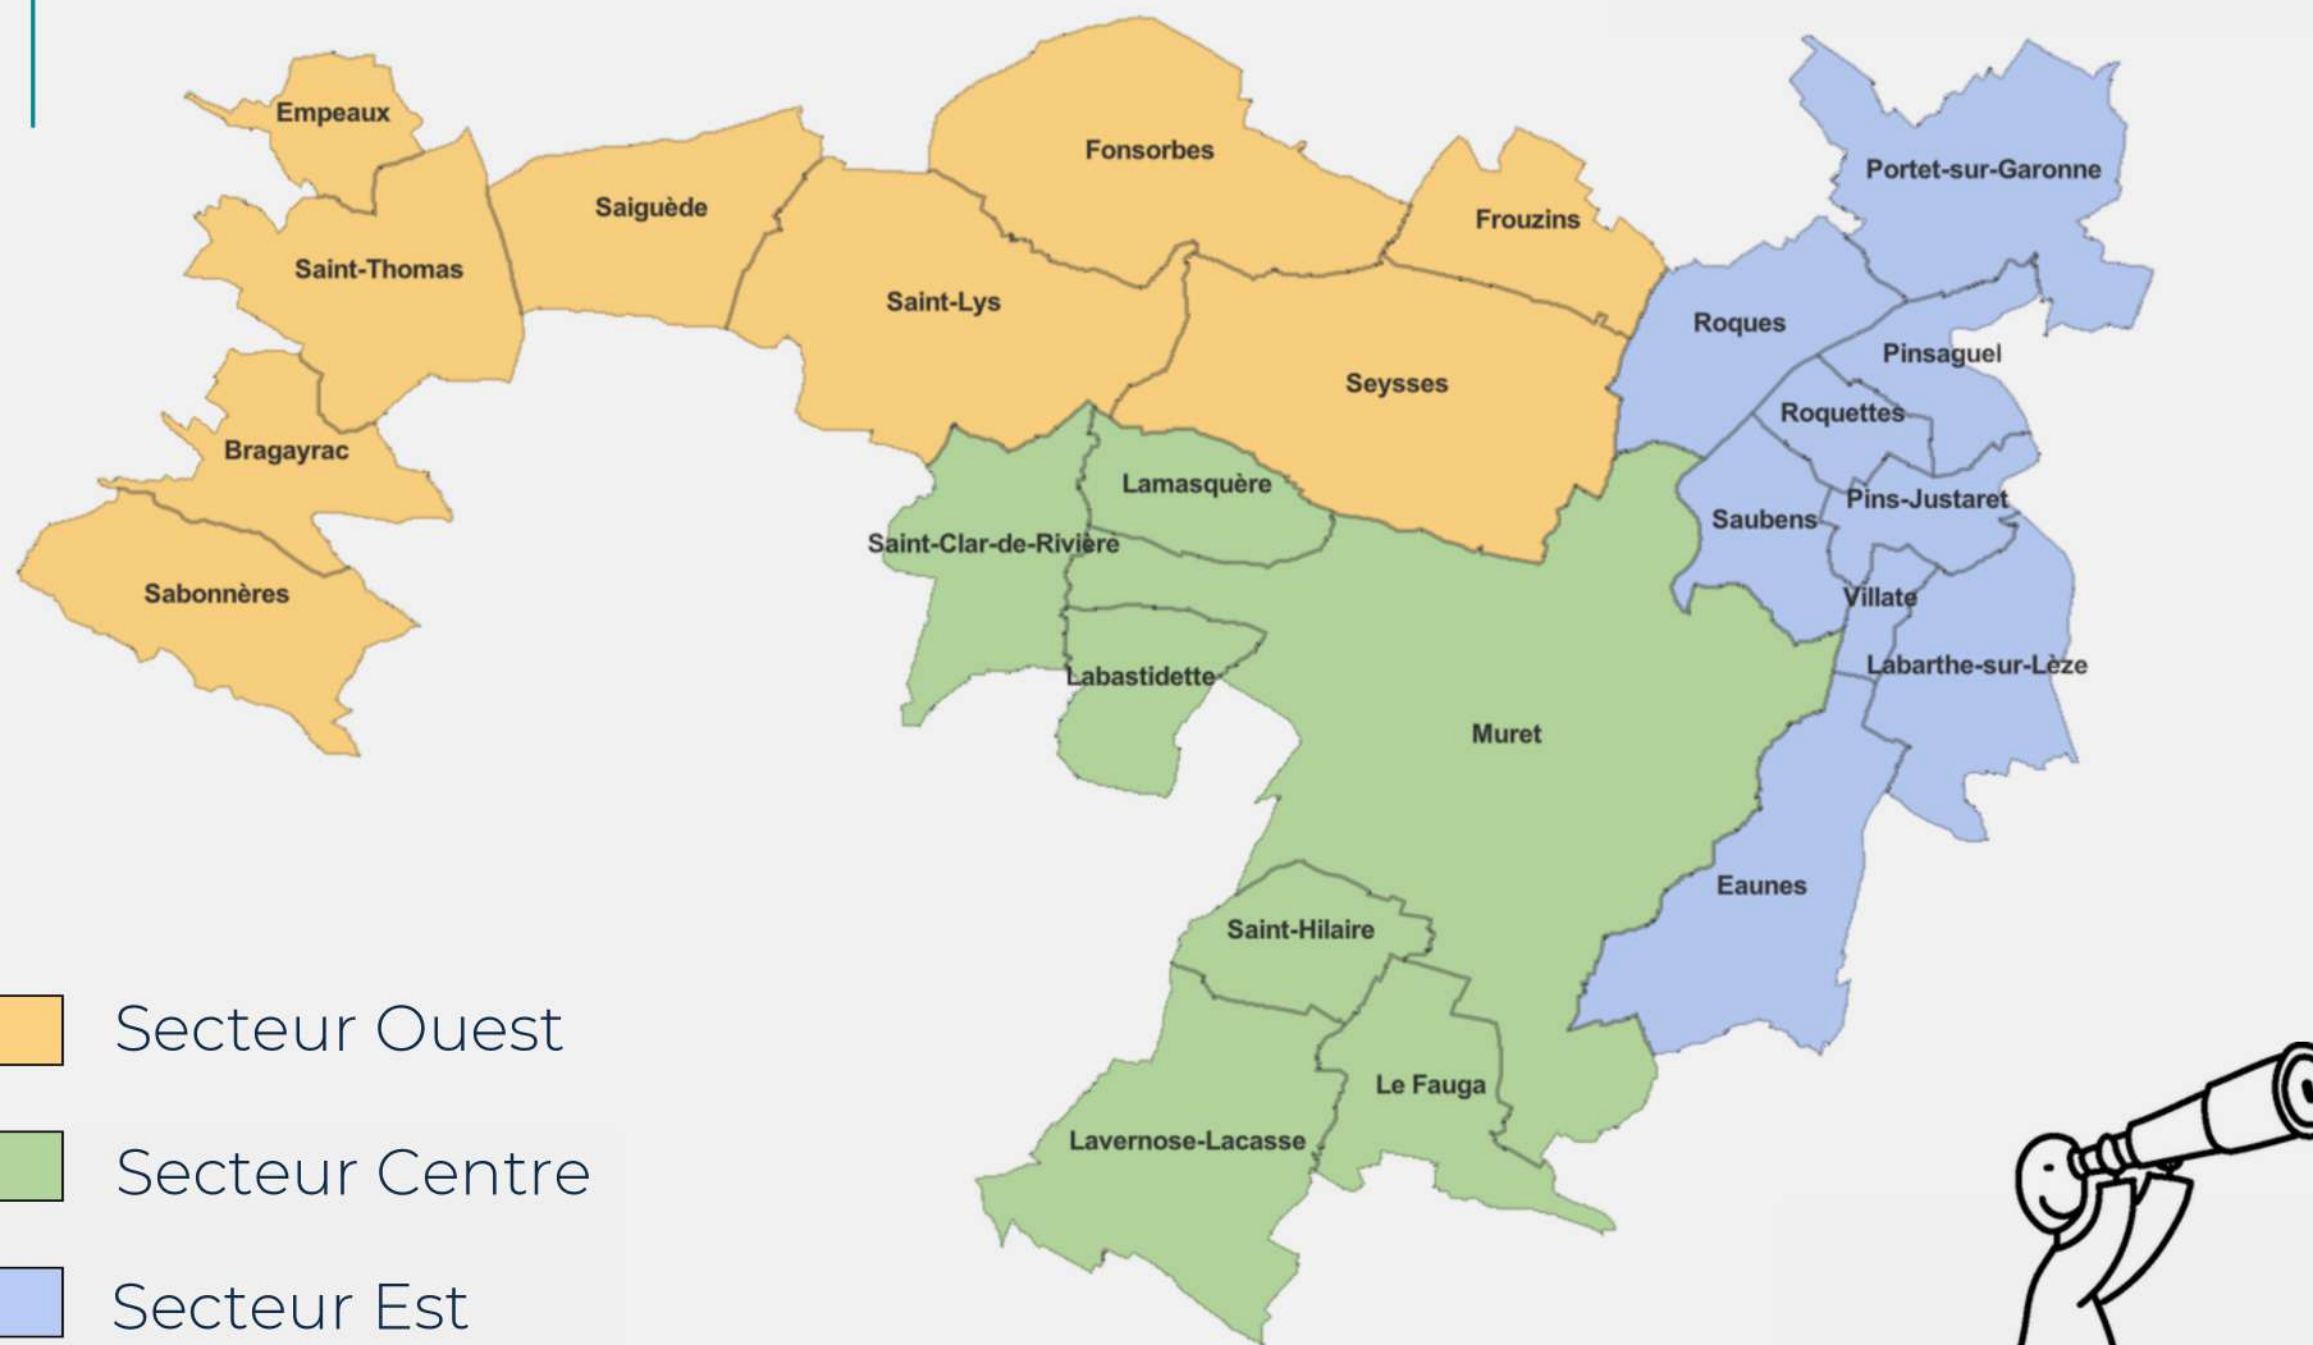 Empeaux
Fonsorbes
Portet-sur-Garonne
Saiguède
Frouzins
Saint-Thomas
Saint-Lys
Roques
Pinsaguel
Seysses
Roquettes
Bragayrac
Lamasquère
Pins-Justaret
Saubens
Saint-Clar-de-Rivière
Sabonnères
Villate
Labarthe-sur-Lèze
Labastidette
Muret
Eaunes
Saint-Hilaire
Le Fauga
Lavernose-Lacasse
Secteur Ouest
Secteur Centre
Secteur Est